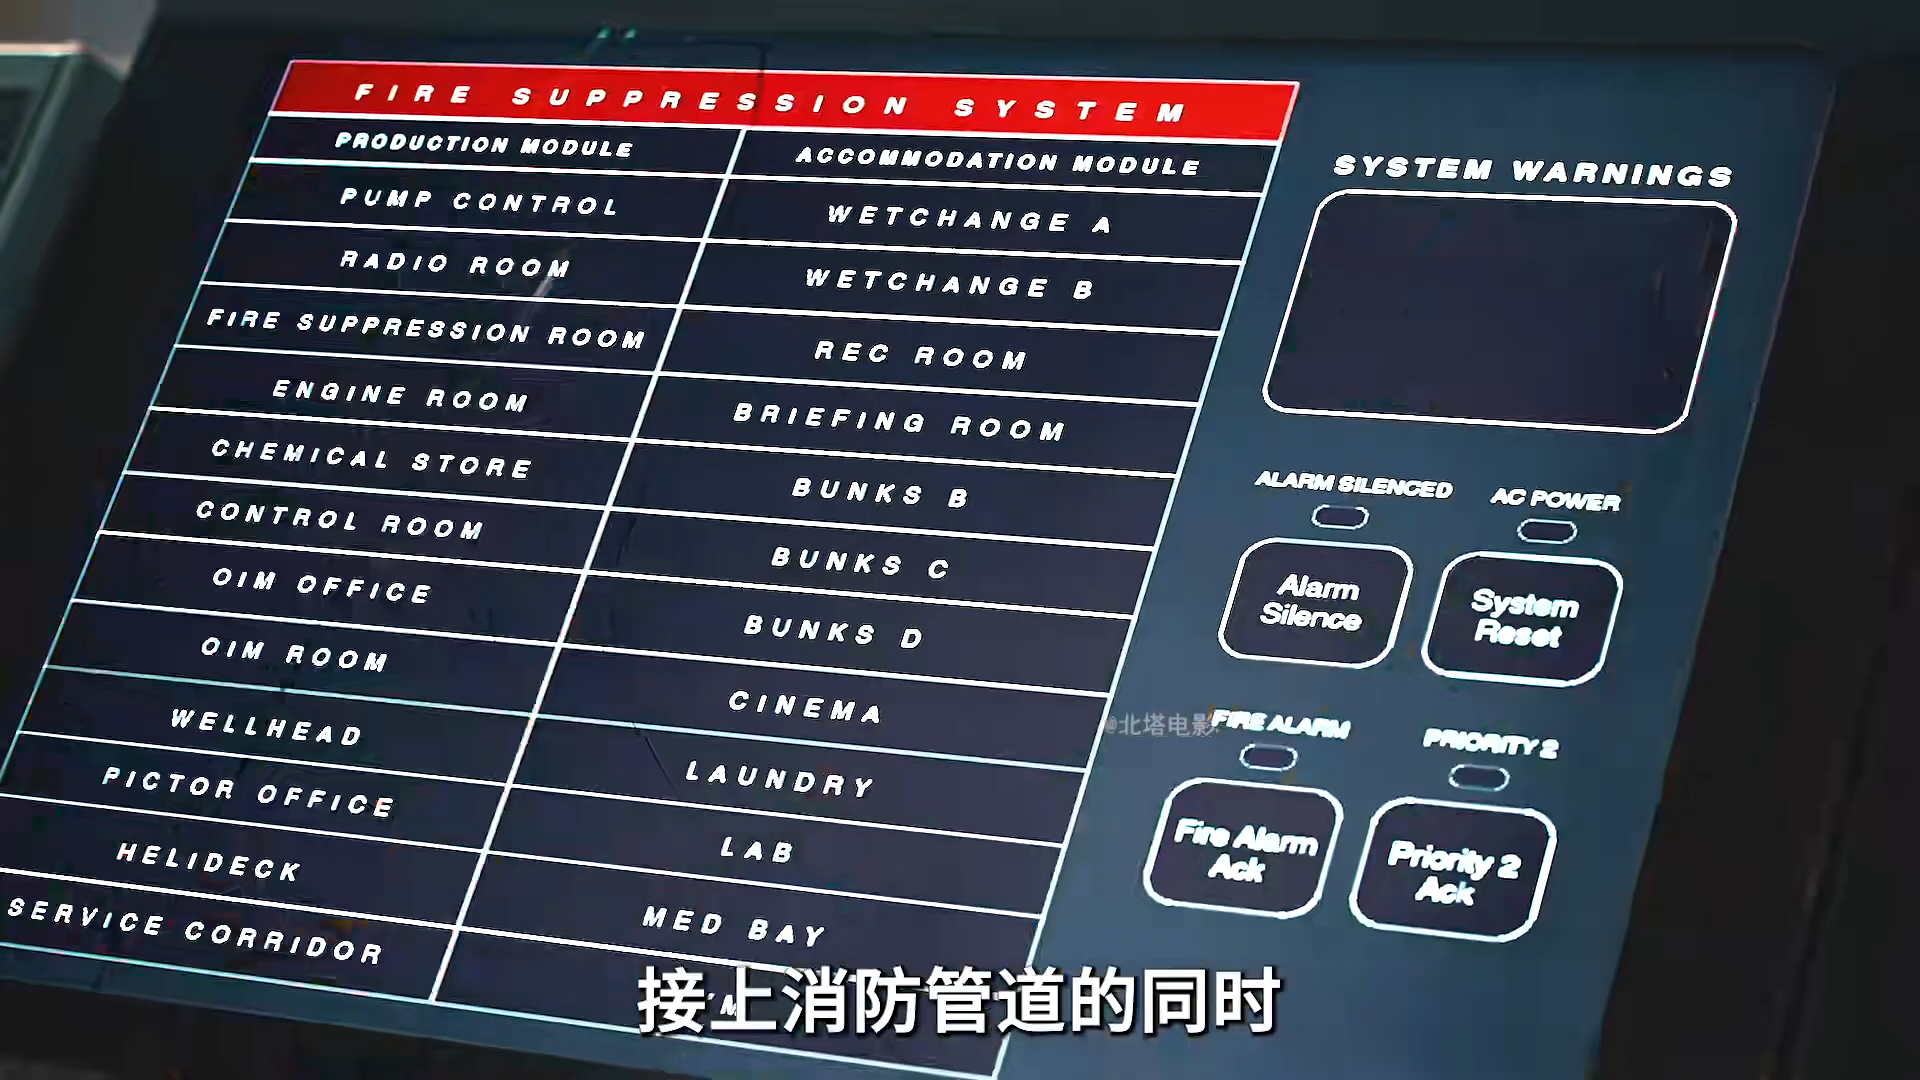 FIRE SUPPRESSION SYSTEM
PRODUCTION MODULE
PUMP CONTROL
RADIO ROOM
FIRE SUPPRESSION ROOM
ENGINE ROOM
CHEMICAL STORE
CONTROL ROOM
OIM OFFICE
OIM ROOM
WELLHEAD
PICTOR OFFICE
HELIDECK
SERVICE CORRIDOR
ACCOMMODATION MODULE
WETCHANGE A
WETCHANGE B
REC ROOM
BRIEFING ROOM
BUNKS B
BUNKS C
BUNKS D
CINEMA
LAUNDRY
LAB
MED BAY
SYSTEM WARNINGS
ALARM SILENCED
AC POWER
Alarm
Silence
System
Reset
FIRE ALARM
PRIORITY 2
Fire Alarm
Ack
Priority 2
Ack
@北塔电影
接上消防管道的同时